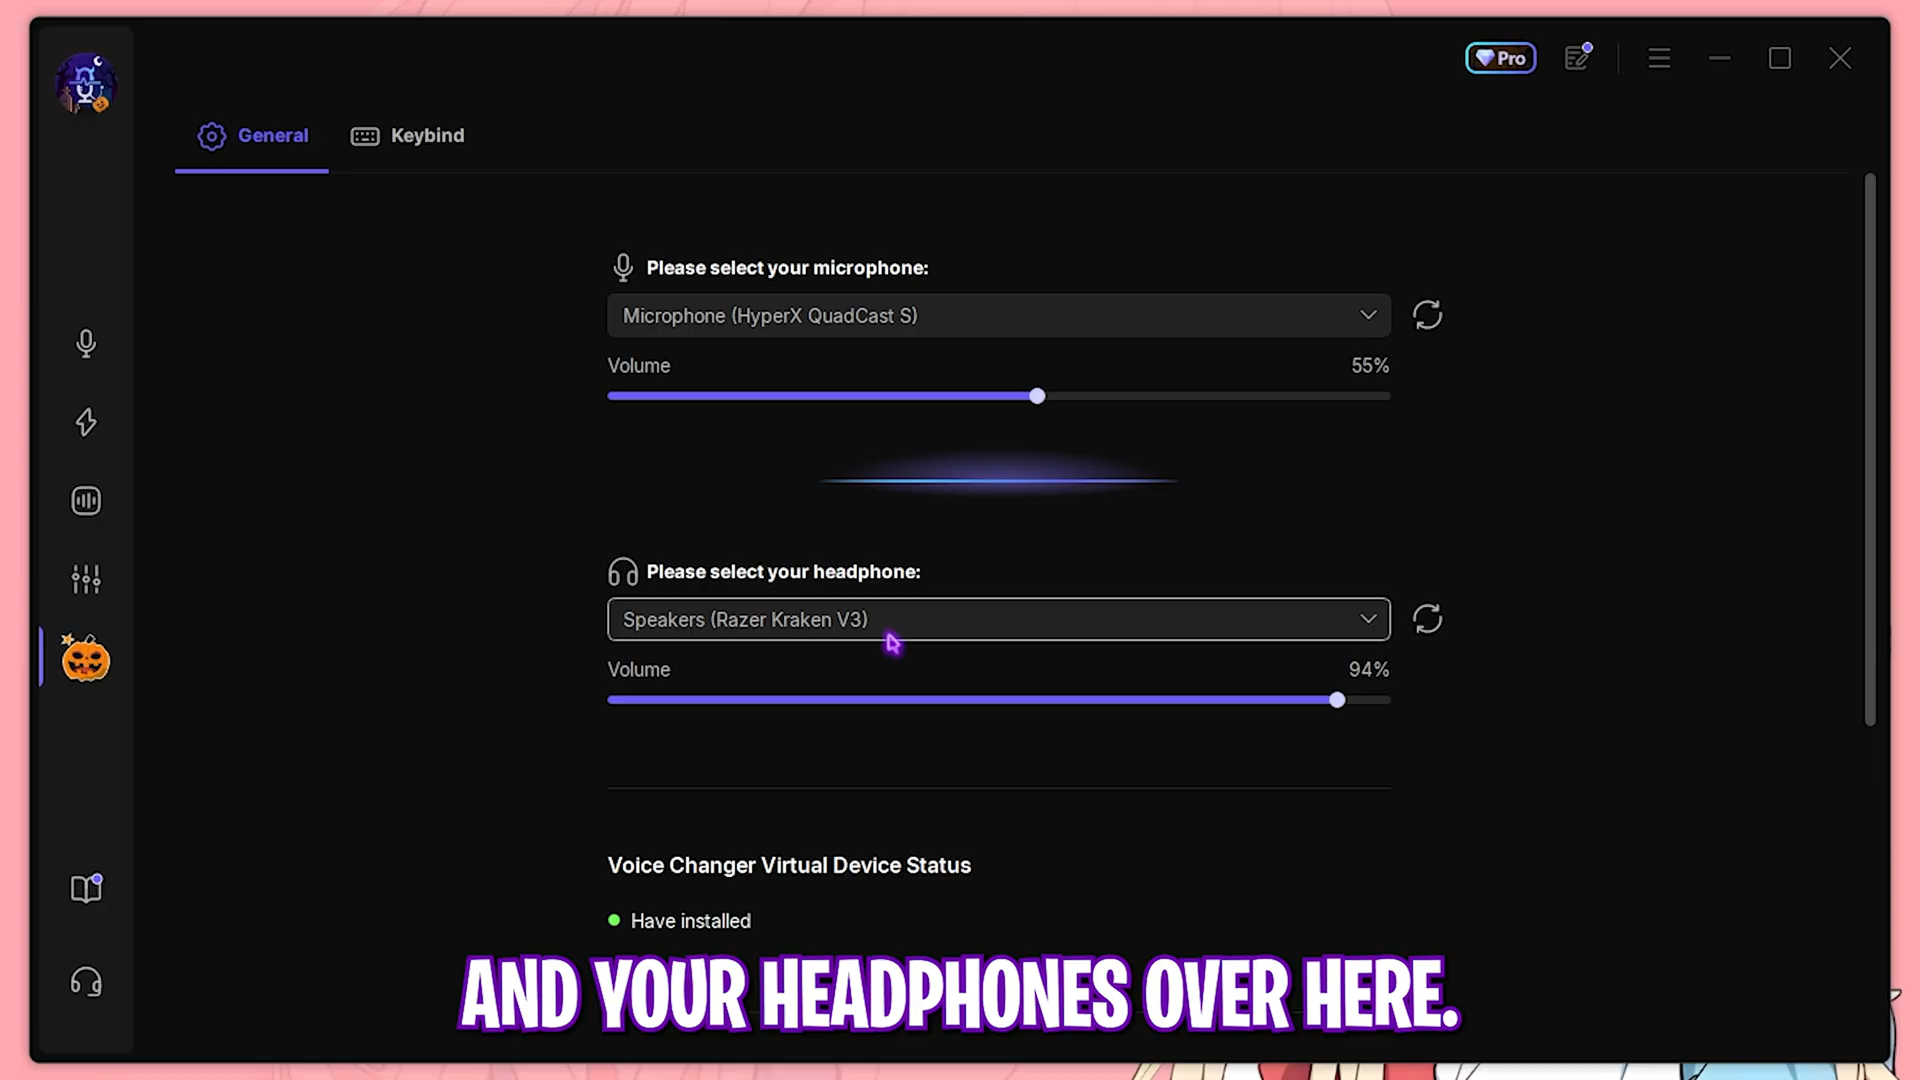 Pro
General
Keybind
Please select your microphone:
Microphone (HyperX QuadCast S)
Volume
55%
Please select your headphone:
Speakers (Razer Kraken V3)
Volume
94%
Voice Changer Virtual Device Status
Have installed
AND YOUR HEADPHONES OVER HERE.